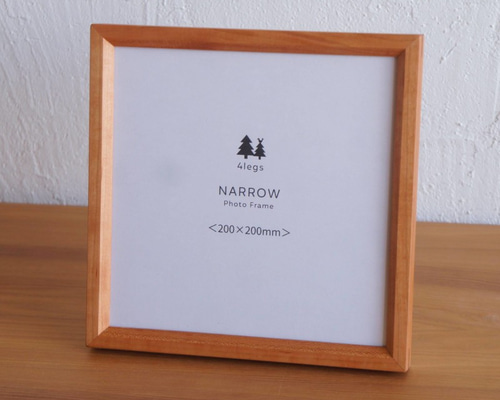 4legs
NARROW
Photo Frame
＜200×200mm＞